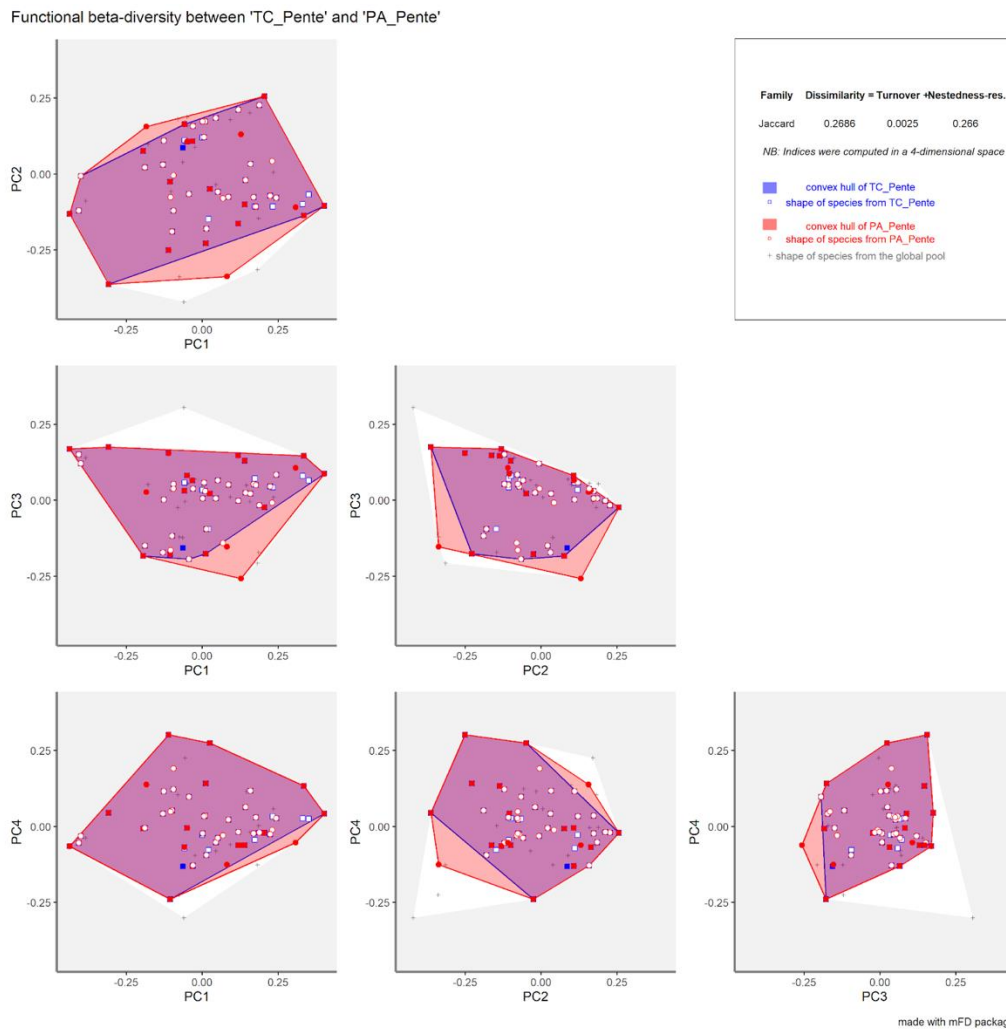 Functional beta-diversity between 'TC_Pente' and 'PA_Pente'
0.25
0.00
-0.25
PC2
-0.25 0.00 0.25
PC1
Family Dissimilarity = Turnover +Nestedness-res.
Jaccard 0.2686 0.0025 0.266
NB: Indices were computed in a 4-dimensional space
convex hull of TC_Pente
shape of species from TC_Pente
convex hull of PA_Pente
shape of species from PA_Pente
shape of species from the global pool
0.25
0.00
-0.25
PC3
-0.25 0.00 0.25
PC1
0.25
0.00
-0.25
PC3
-0.25 0.00 0.25
PC2
0.25
0.00
-0.25
PC4
-0.25 0.00 0.25
PC1
0.25
0.00
-0.25
PC4
-0.25 0.00 0.25
PC2
0.25
0.00
-0.25
PC4
-0.25 0.00 0.25
PC3
made with mFD packag